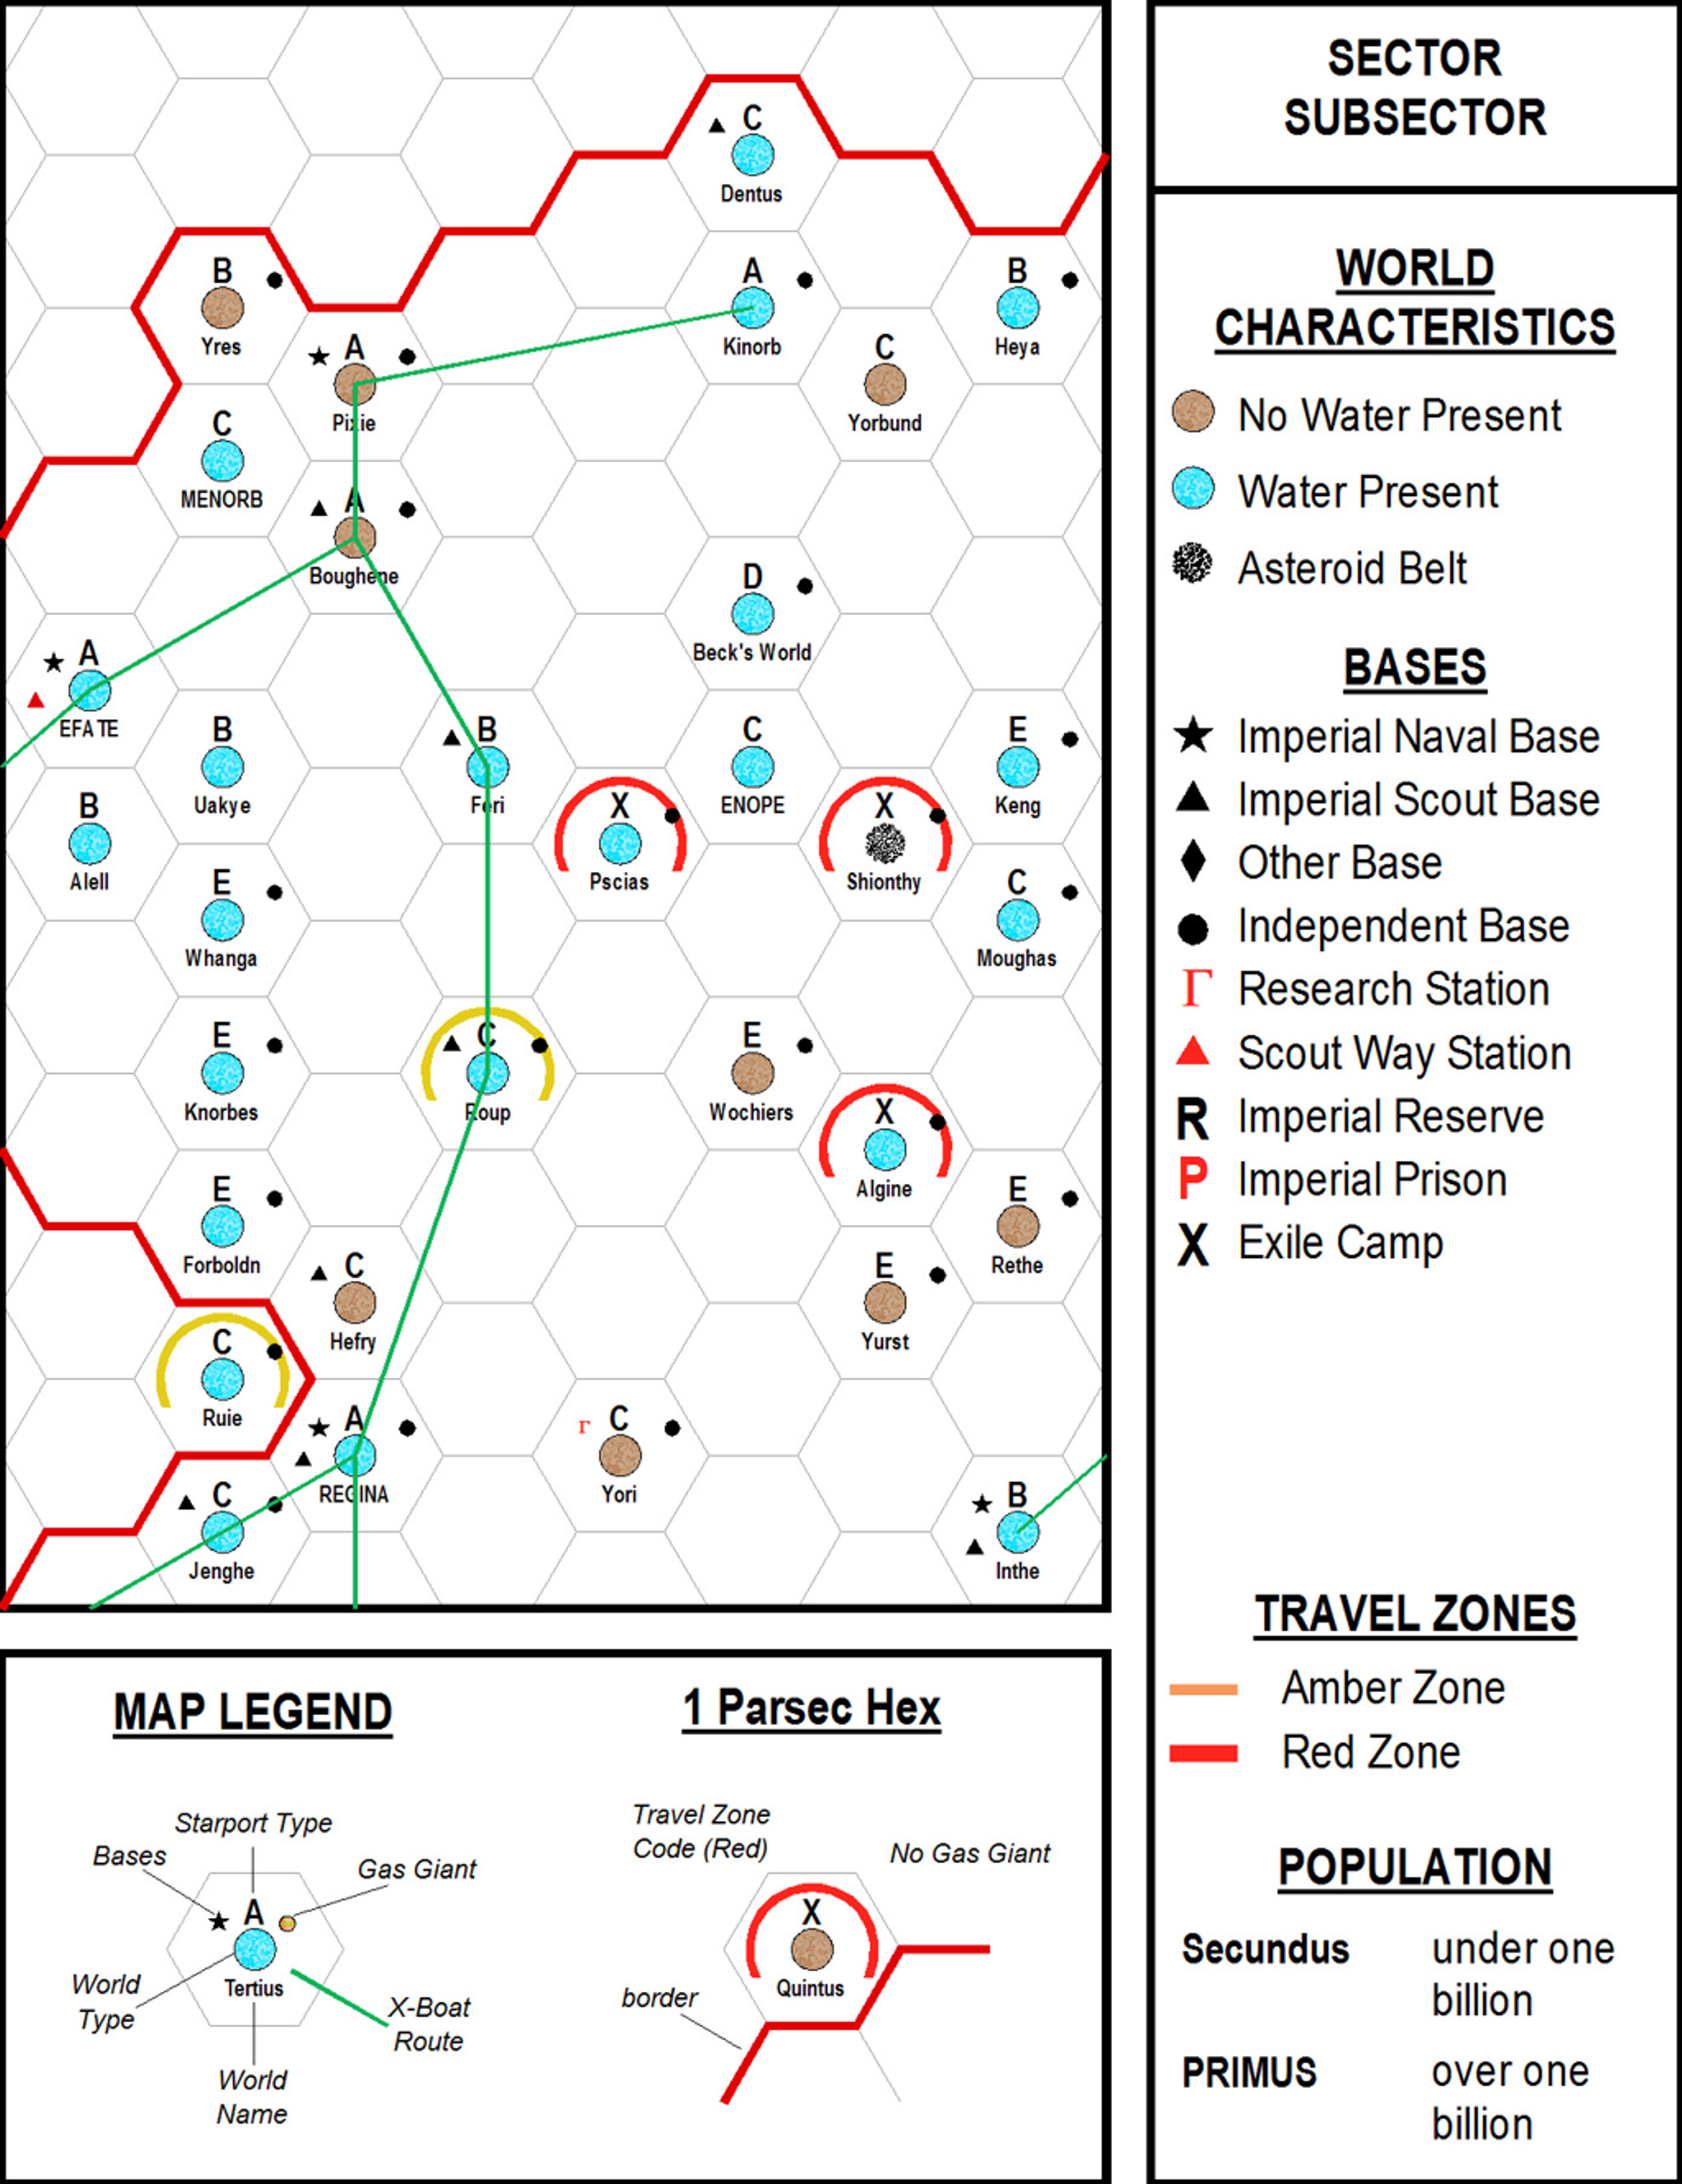 C
Dentus
B
Yres
A
Kinorb
B
Heya
A
Pixie
C
Yorbund
C
MENORB
A
Boughene
D
Beck's World
A
EFATE
B
Uakye
B
Feri
C
ENOPE
E
Keng
B
Alell
X
Pscias
X
Shionthy
E
Whanga
C
Moughas
E
Knorbes
C
Roup
E
Wochiers
X
Algine
E
Forboldn
E
Rethe
C
Hefry
E
Yurst
C
Ruie
A
REGINA
Γ C
Yori
C
Jenghe
B
Inthe
SECTOR
SUBSECTOR
WORLD
CHARACTERISTICS
No Water Present
Water Present
Asteroid Belt
BASES
Imperial Naval Base
Imperial Scout Base
Other Base
Independent Base
Γ Research Station
Scout Way Station
R Imperial Reserve
P Imperial Prison
X Exile Camp
TRAVEL ZONES
Amber Zone
Red Zone
POPULATION
Secundus under one
billion
PRIMUS over one
billion
MAP LEGEND
Starport Type
Bases
Gas Giant
A
Tertius
World
Type
X-Boat
Route
World
Name
1 Parsec Hex
Travel Zone
Code (Red)
No Gas Giant
X
Quintus
border